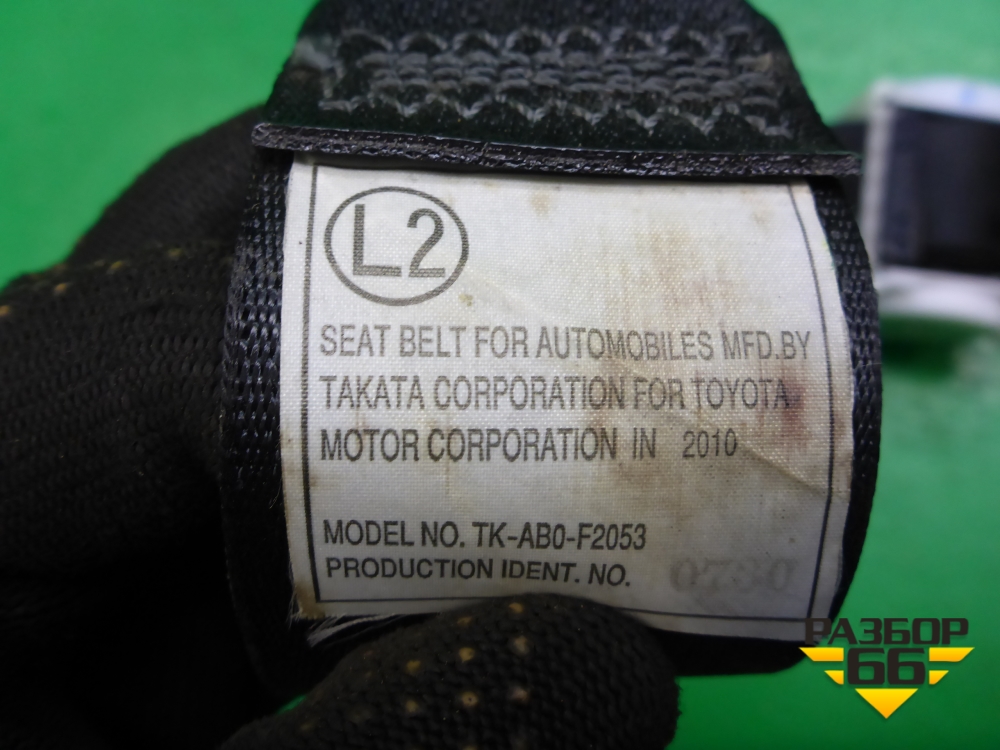 L2
SEAT BELT FOR AUTOMOBILES MFD.BY
TAKATA CORPORATION FOR TOYOTA
MOTOR CORPORATION IN 2010
MODEL NO. TK-AB0-F2053
PRODUCTION IDENT. NO.
РАЗБОР
66